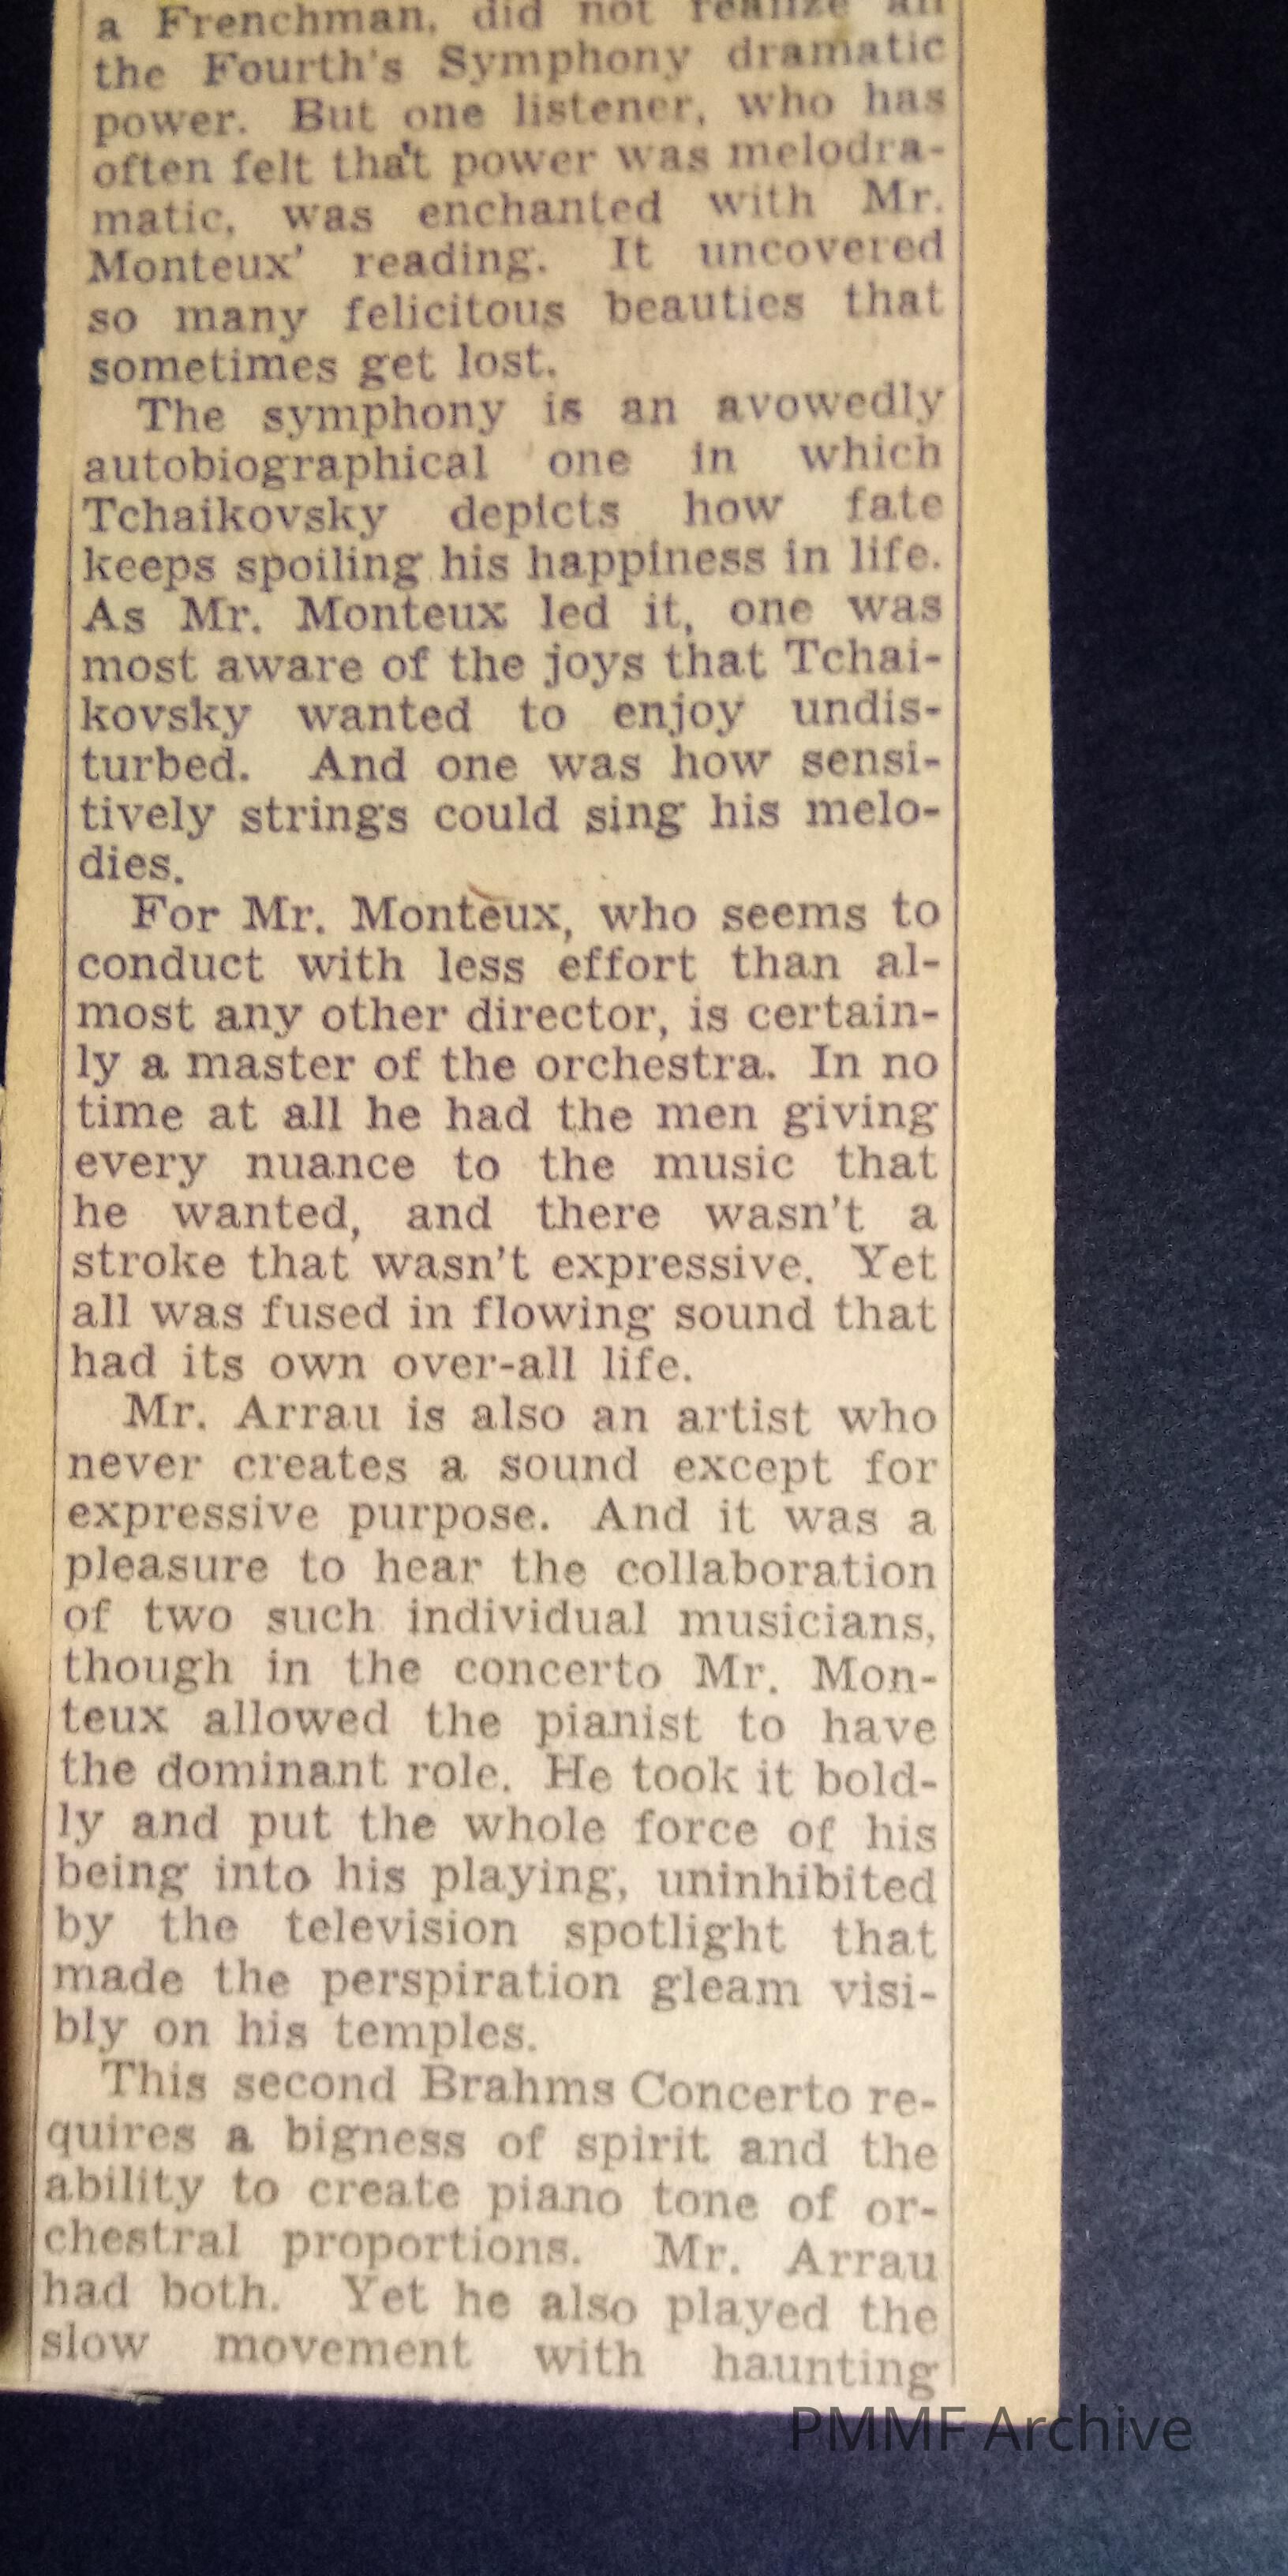 a Frenchman, did not realize all
the Fourth's Symphony dramatic
power. But one listener, who has
often felt that power was melodra-
matic, was enchanted with Mr.
Monteux' reading. It uncovered
so many felicitous beauties that
sometimes get lost.
The symphony is an avowedly
autobiographical one in which
Tchaikovsky depicts how fate
keeps spoiling his happiness in life.
As Mr. Monteux led it, one was
most aware of the joys that Tchai-
kovsky wanted to enjoy undis-
turbed. And one was how sensi-
tively strings could sing his melo-
dies.
For Mr. Monteux, who seems to
conduct with less effort than al-
most any other director, is certain-
ly a master of the orchestra. In no
time at all he had the men giving
every nuance to the music that
he wanted, and there wasn't a
stroke that wasn't expressive. Yet
all was fused in flowing sound that
had its own over-all life.
Mr. Arrau is also an artist who
never creates a sound except for
expressive purpose. And it was a
pleasure to hear the collaboration
of two such individual musicians,
though in the concerto Mr. Mon-
teux allowed the pianist to have
the dominant role. He took it bold-
ly and put the whole force of his
being into his playing, uninhibited
by the television spotlight that
made the perspiration gleam visi-
bly on his temples.
This second Brahms Concerto re-
quires a bigness of spirit and the
ability to create piano tone of or-
chestral proportions. Mr. Arrau
had both. Yet he also played the
slow movement with haunting
PMMF Archive